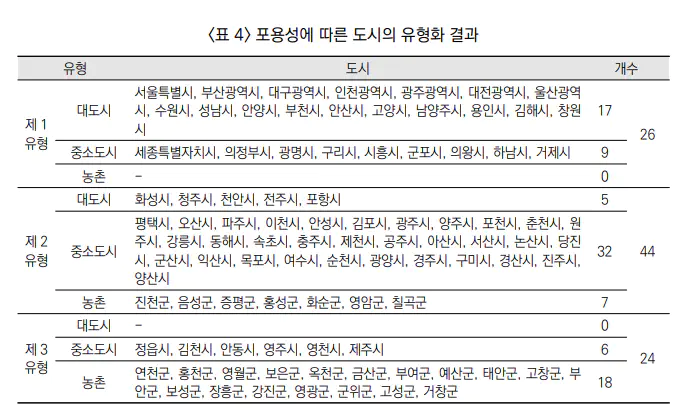 〈표 4〉 포용성에 따른 도시의 유형화 결과
유형 도시 개수
제 1 유형 대도시 서울특별시, 부산광역시, 대구광역시, 인천광역시, 광주광역시, 대전광역시, 울산광역
시, 수원시, 성남시, 안양시, 부천시, 안산시, 고양시, 남양주시, 용인시, 김해시, 창원
시 17 26
중소도시 세종특별자치시, 의정부시, 광명시, 구리시, 시흥시, 군포시, 의왕시, 하남시, 거제시 9
농촌 – 0
제 2 유형 대도시 화성시, 청주시, 천안시, 전주시, 포항시 5 44
중소도시 평택시, 오산시, 파주시, 이천시, 안성시, 김포시, 광주시, 양주시, 포천시, 춘천시, 원
주시, 강릉시, 동해시, 속초시, 충주시, 제천시, 공주시, 아산시, 서산시, 논산시, 당진
시, 군산시, 익산시, 목포시, 여수시, 순천시, 광양시, 경주시, 구미시, 경산시, 진주시,
양산시 32
농촌 진천군, 음성군, 증평군, 홍성군, 화순군, 영암군, 칠곡군 7
제 3 유형 대도시 – 0 24
중소도시 정읍시, 김천시, 안동시, 영주시, 영천시, 제주시 6
농촌 연천군, 홍천군, 영월군, 보은군, 옥천군, 금산군, 부여군, 예산군, 태안군, 고창군, 부
안군, 보성군, 장흥군, 강진군, 영광군, 군위군, 고성군, 거창군 18